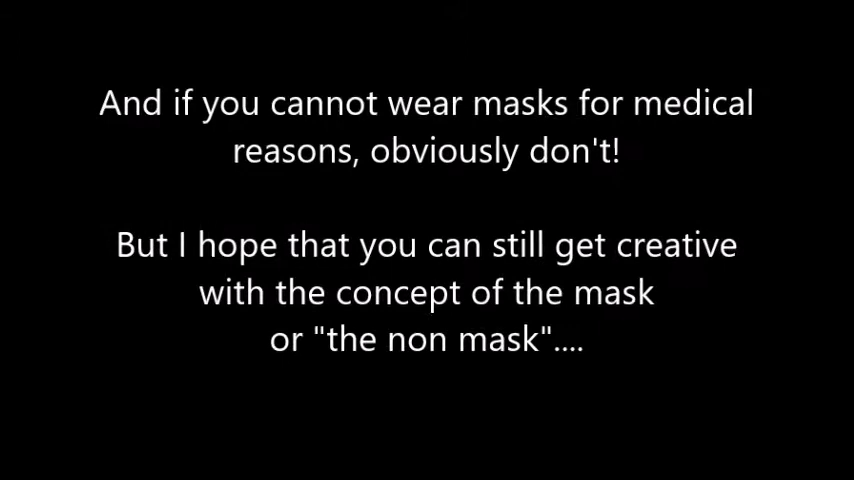 And if you cannot wear masks for medical
reasons, obviously don't!
But I hope that you can still get creative
with the concept of the mask
or "the non mask"....